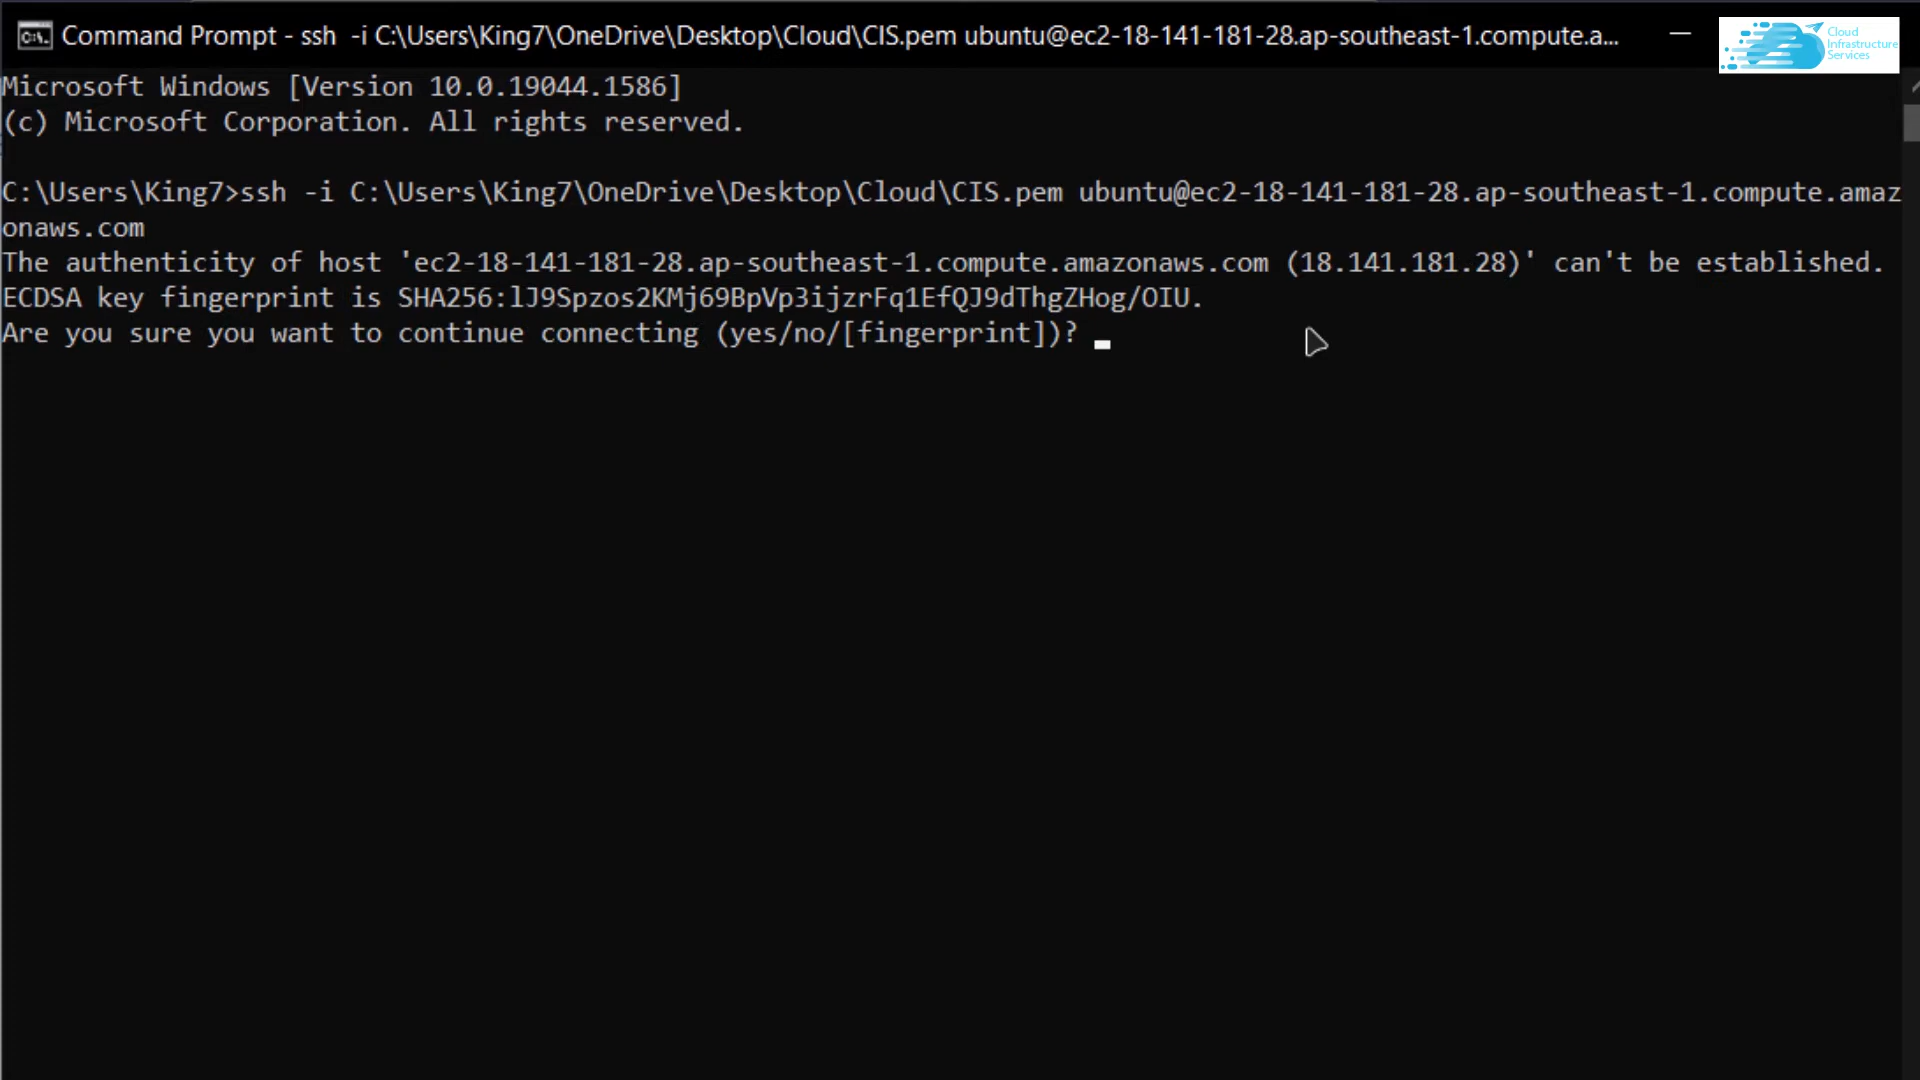 Command Prompt - ssh  -i C:\Users\King7\OneDrive\Desktop\Cloud\CIS.pem ubuntu@ec2-18-141-181-28.ap-southeast-1.compute.a...
Cloud
Infrastructure
Services
Microsoft Windows [Version 10.0.19044.1586]
(c) Microsoft Corporation. All rights reserved.
C:\Users\King7>ssh -i C:\Users\King7\OneDrive\Desktop\Cloud\CIS.pem ubuntu@ec2-18-141-181-28.ap-southeast-1.compute.amaz
onaws.com
The authenticity of host 'ec2-18-141-181-28.ap-southeast-1.compute.amazonaws.com (18.141.181.28)' can't be established.
ECDSA key fingerprint is SHA256:lJ9Spzos2KMj69BpVp3ijzrFq1EfQJ9dThgZHog/OIU.
Are you sure you want to continue connecting (yes/no/[fingerprint])?